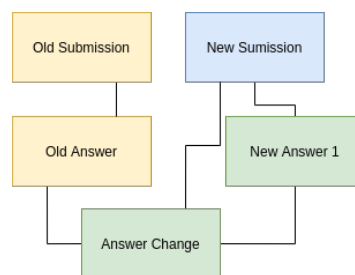 Old Submission
New Sumission
Old Answer
New Answer 1
Answer Change